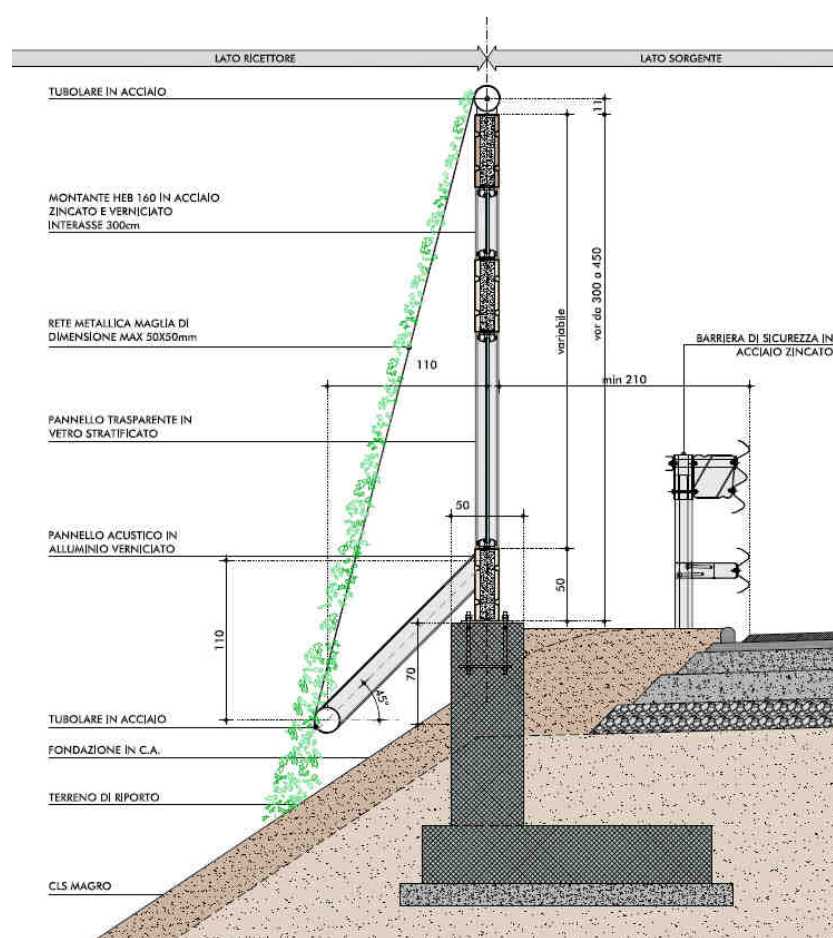 LATO RICETTORE
LATO SORGENTE
TUBOLARE IN ACCIAIO
11
MONTANTE HEB 160 IN ACCIAIO
ZINCATO E VERNICIATO
INTERASSE 300cm
variabile
var da 300 a 450
RETE METALLICA MAGLIA DI
DIMENSIONE MAX 50X50mm
BARRIERA DI SICUREZZA IN
ACCIAIO ZINCATO
110
min 210
PANNELLO TRASPARENTE IN
VETRO STRATIFICATO
50
PANNELLO ACUSTICO IN
ALLUMINIO VERNICIATO
50
110
70
45°
TUBOLARE IN ACCIAIO
FONDAZIONE IN C.A.
TERRENO DI RIPORTO
CLS MAGRO